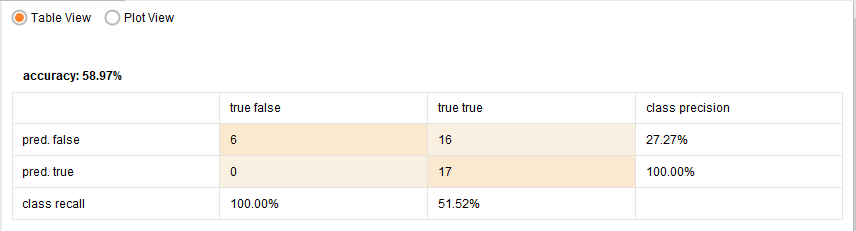 Table View Plot View
accuracy: 58.97%
true false true true class precision
pred. false 6 16 27.27%
pred. true 0 17 100.00%
class recall 100.00% 51.52%